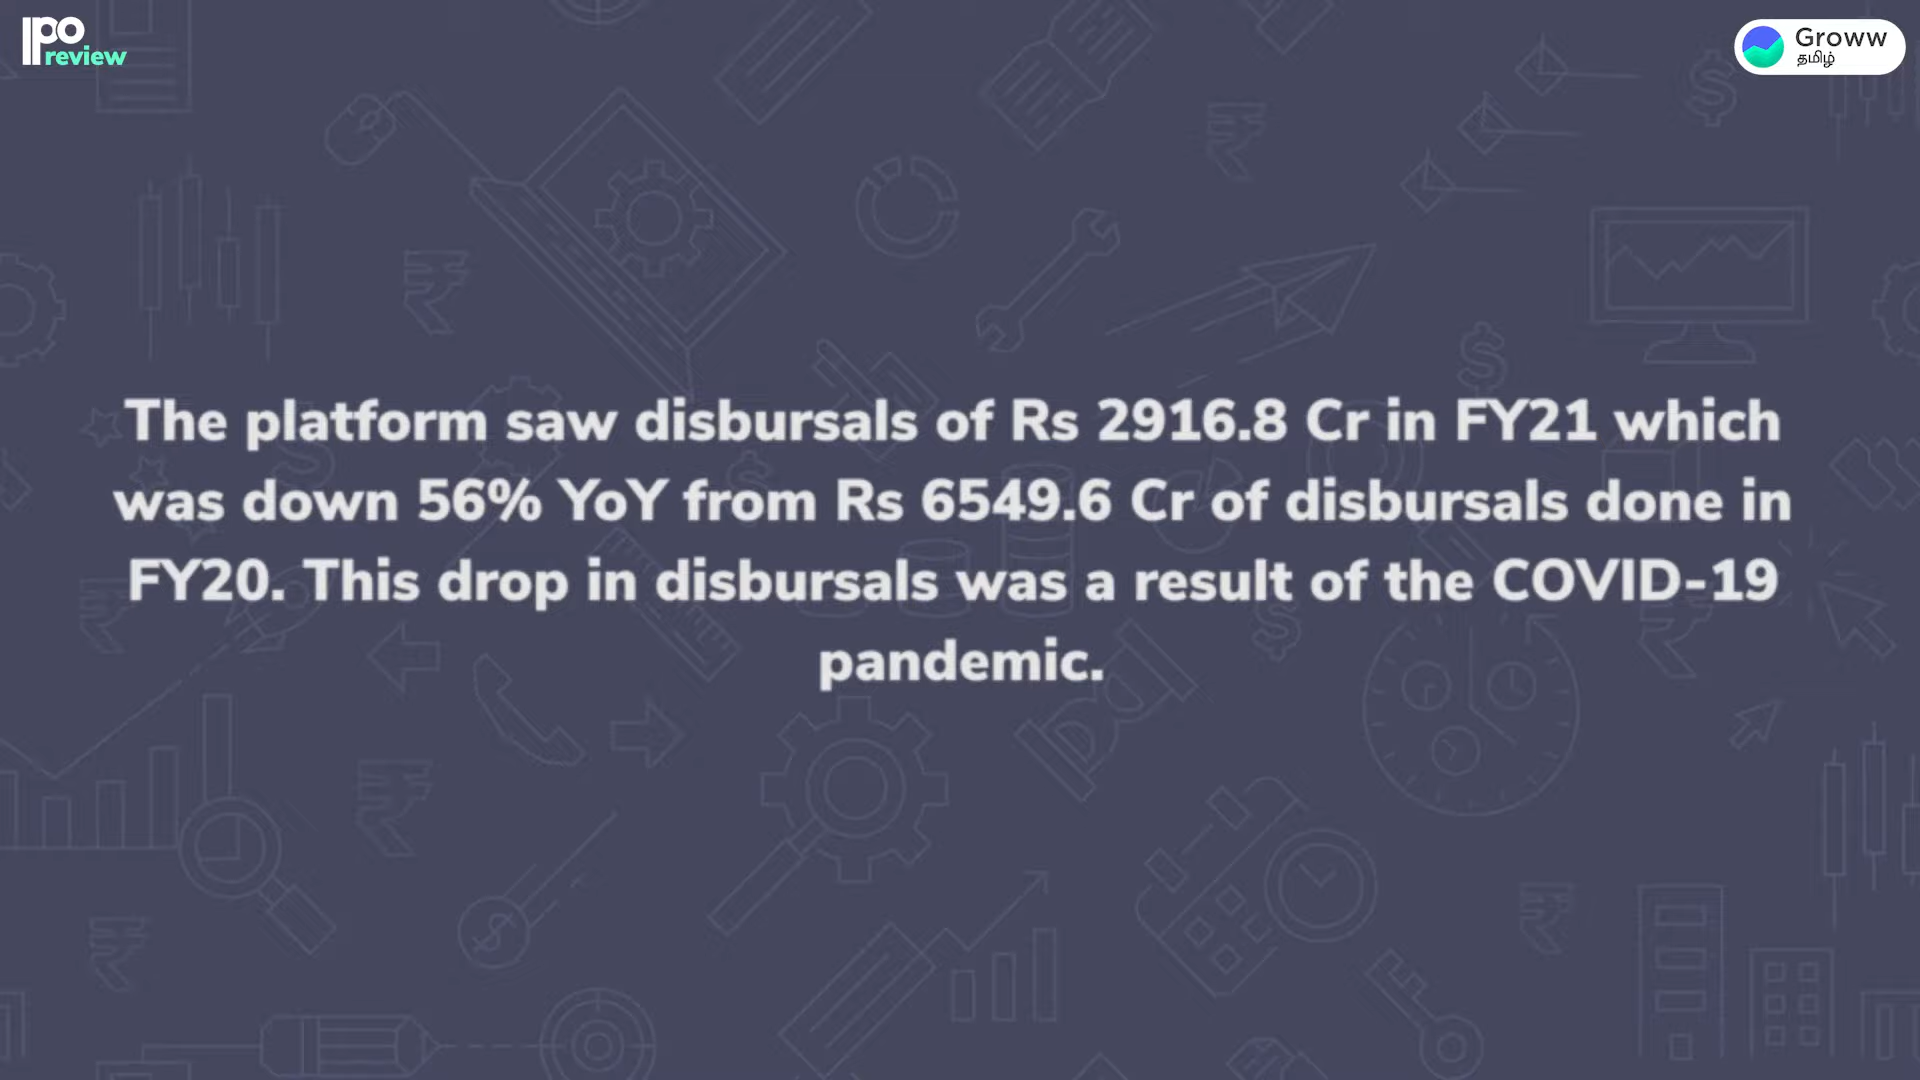 IPO
review
Groww
தமிழ்
The platform saw disbursals of Rs 2916.8 Cr in FY21 which
was down 56% YoY from Rs 6549.6 Cr of disbursals done in
FY20. This drop in disbursals was a result of the COVID-19
pandemic.